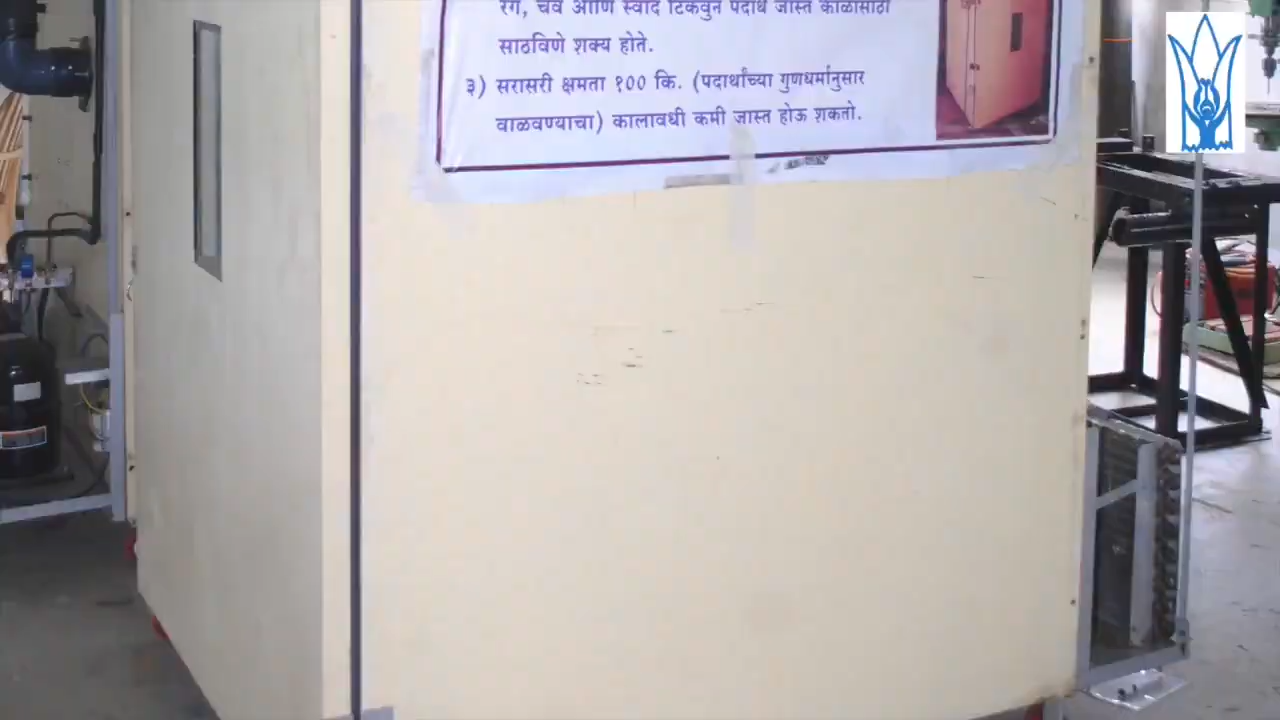 रंग, चव आणि स्वाद टिकवुन पदार्थ जास्त काळासाठी
साठविणे शक्य होते.
३) सरासरी क्षमता १०० कि. (पदार्थाच्या गुणधर्मानुसार
वाळवण्याचा) कालावधी कमी जास्त होऊ शकतो.